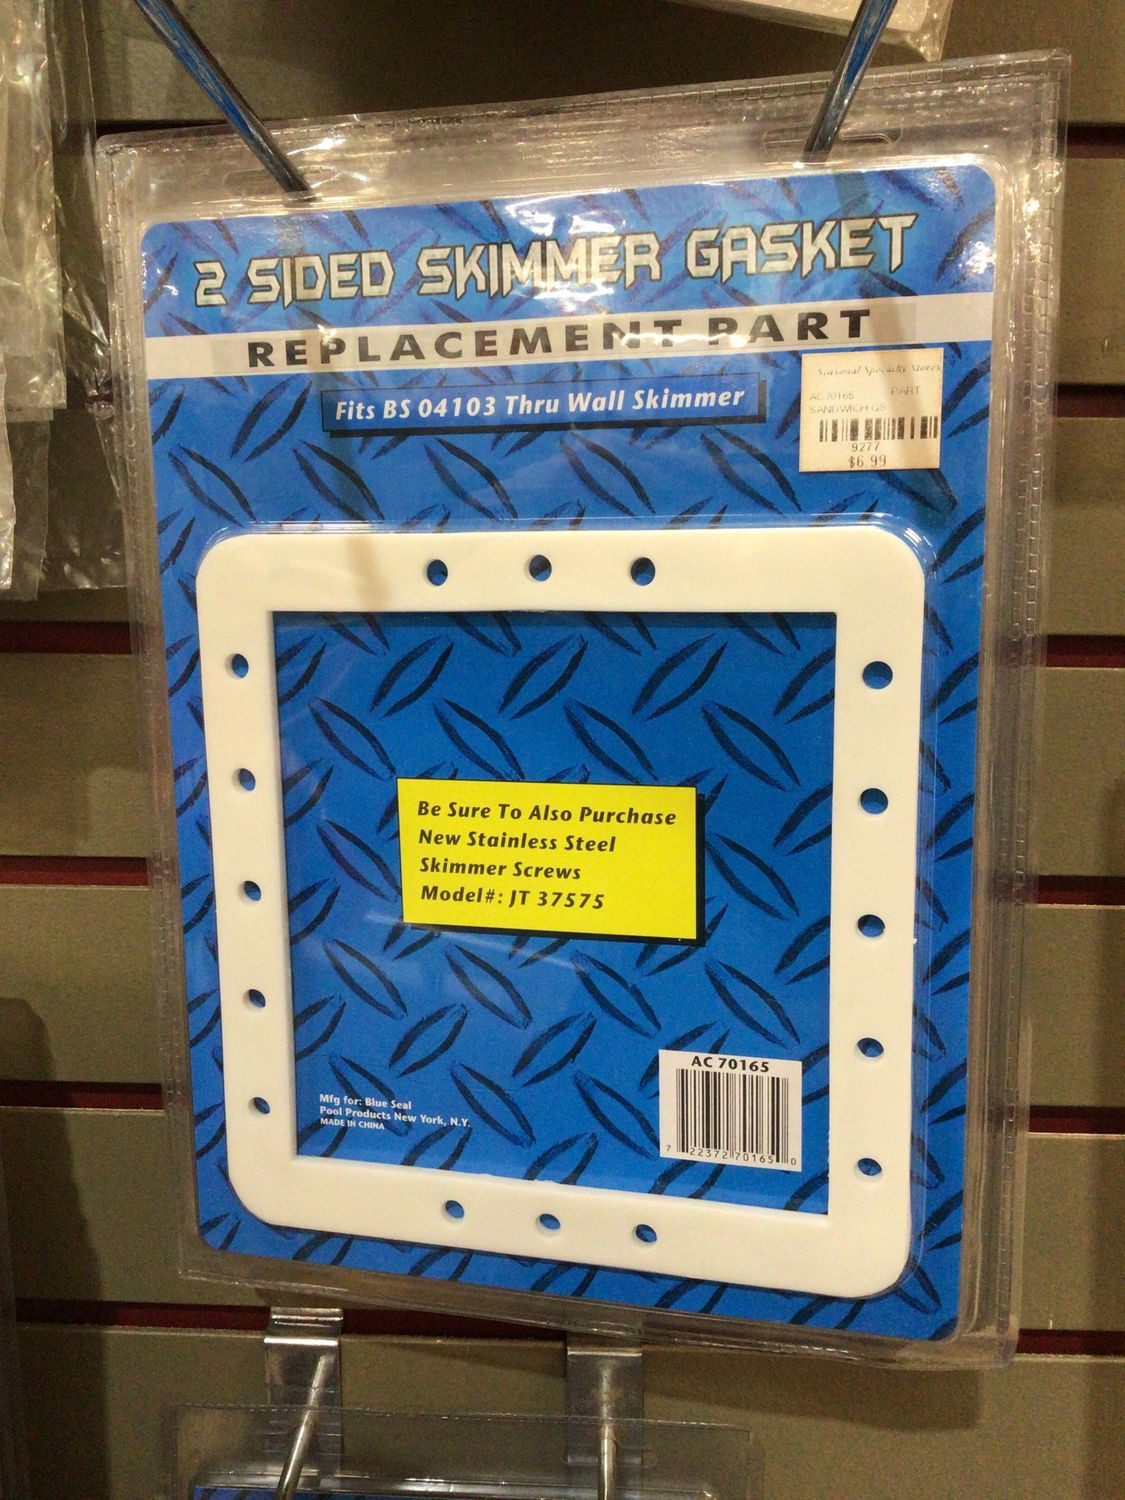 2 SIDED SKIMMER GASKET
REPLACEMENT PART
Fits BS 04103 Thru Wall Skimmer
Seasonal Specialty Stores
AC 70165 PART
SANDWICH GS
9277
$6.99
Be Sure To Also Purchase
New Stainless Steel
Skimmer Screws
Model#: JT 37575
AC 70165
7 22372 70165 0
Mfg for: Blue Seal
Pool Products New York, N.Y.
MADE IN CHINA